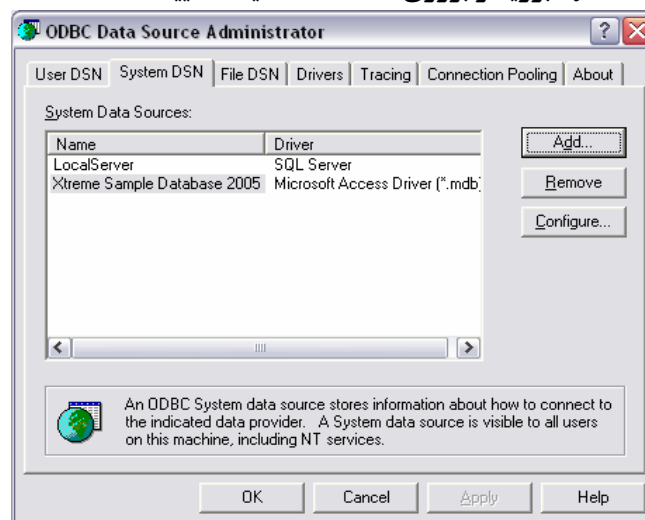 ODBC Data Source Administrator
User DSN System DSN File DSN Drivers Tracing Connection Pooling About
System Data Sources:
Name Driver
LocalServer SQL Server
Xtreme Sample Database 2005 Microsoft Access Driver (*.mdb)
Add...
Remove
Configure...
An ODBC System data source stores information about how to connect to
the indicated data provider. A System data source is visible to all users
on this machine, including NT services.
OK Cancel Apply Help